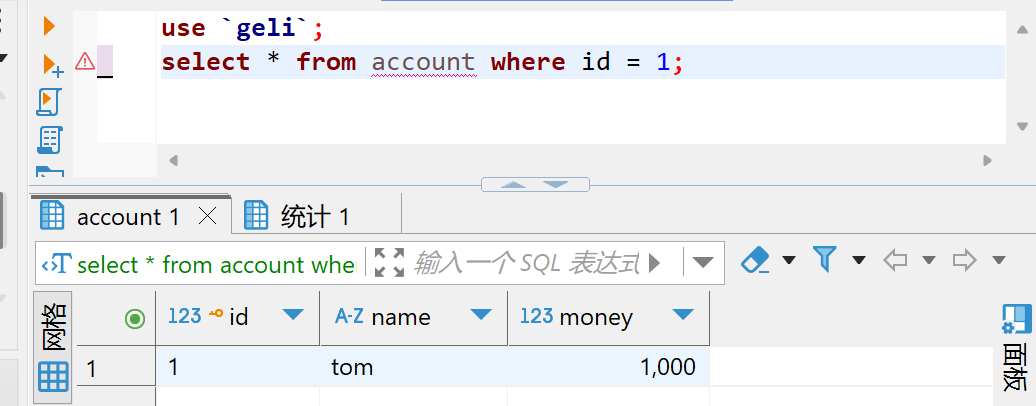 use `geli`;
select * from account where id = 1;
account 1
统计 1
select * from account whe
输入一个 SQL 表达式
网格
123 id
A-Z name
123 money
1
1
tom
1,000
面板